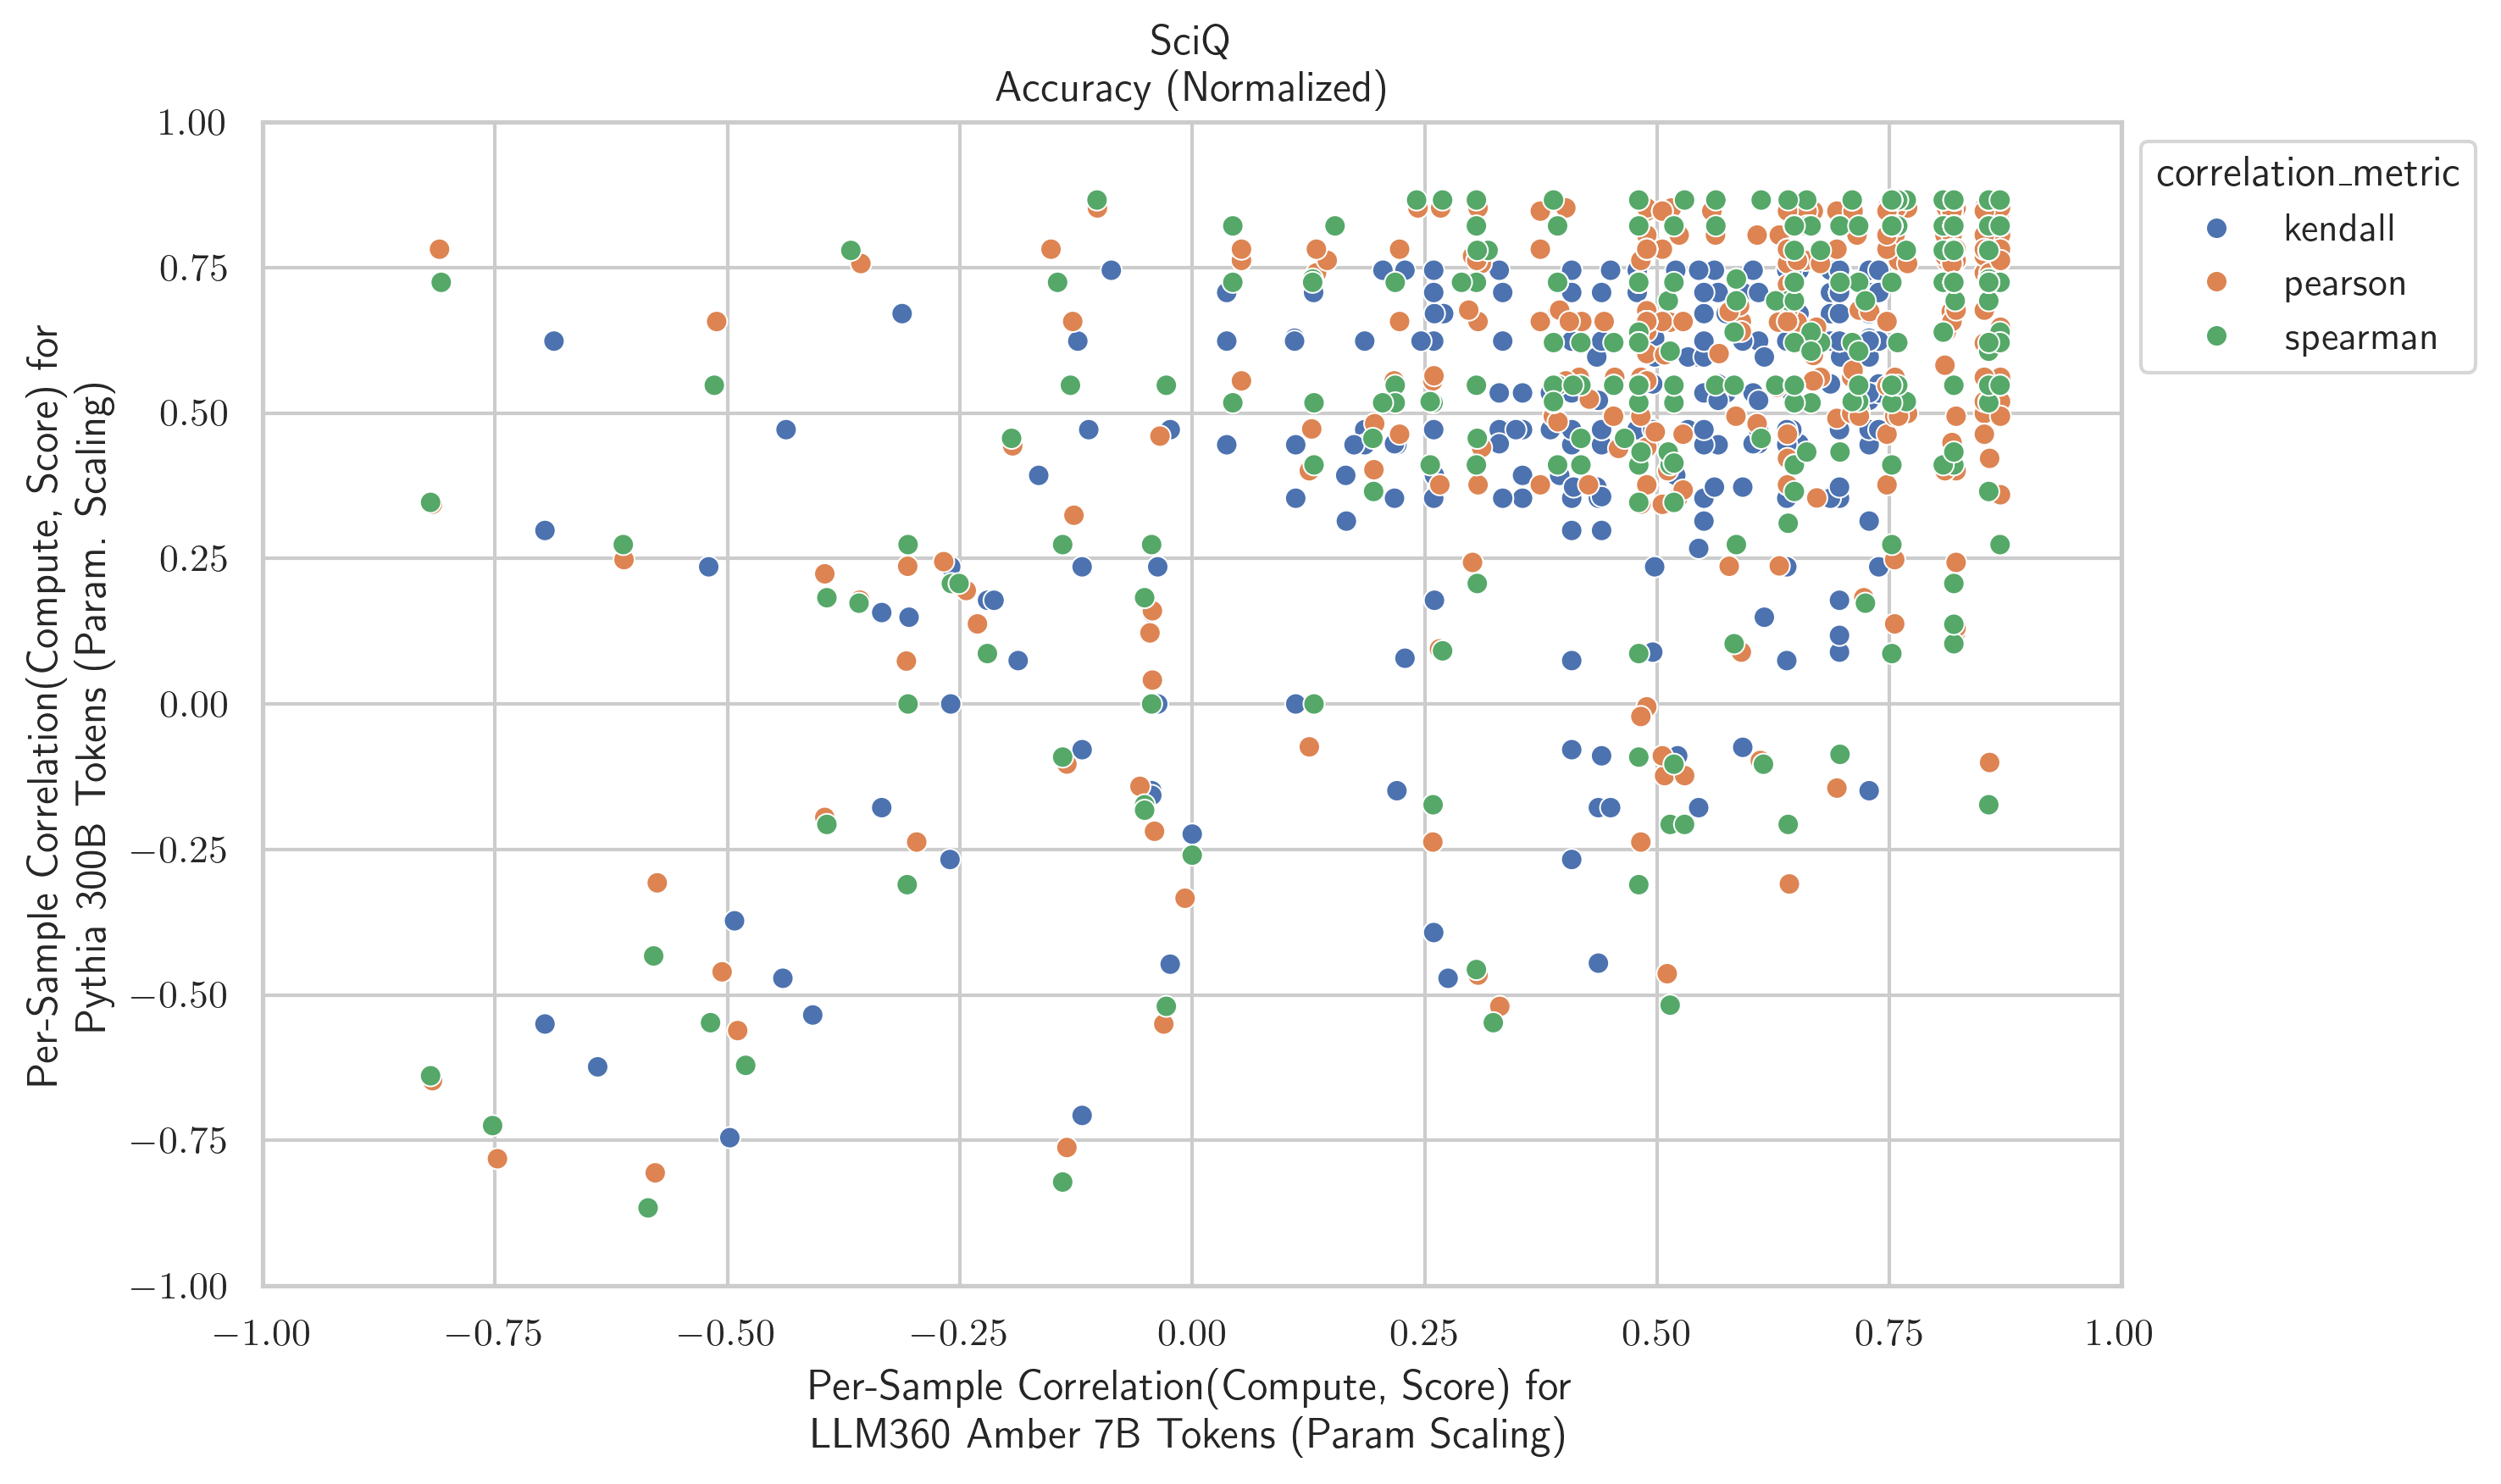 SciQ
Accuracy (Normalized)
Per-Sample Correlation(Compute, Score) for
Pythia 300B Tokens (Param. Scaling)
1.00
0.75
0.50
0.25
0.00
−0.25
−0.50
−0.75
−1.00
−1.00 −0.75 −0.50 −0.25 0.00 0.25 0.50 0.75 1.00
Per-Sample Correlation(Compute, Score) for
LLM360 Amber 7B Tokens (Param Scaling)
correlation_metric
kendall
pearson
spearman